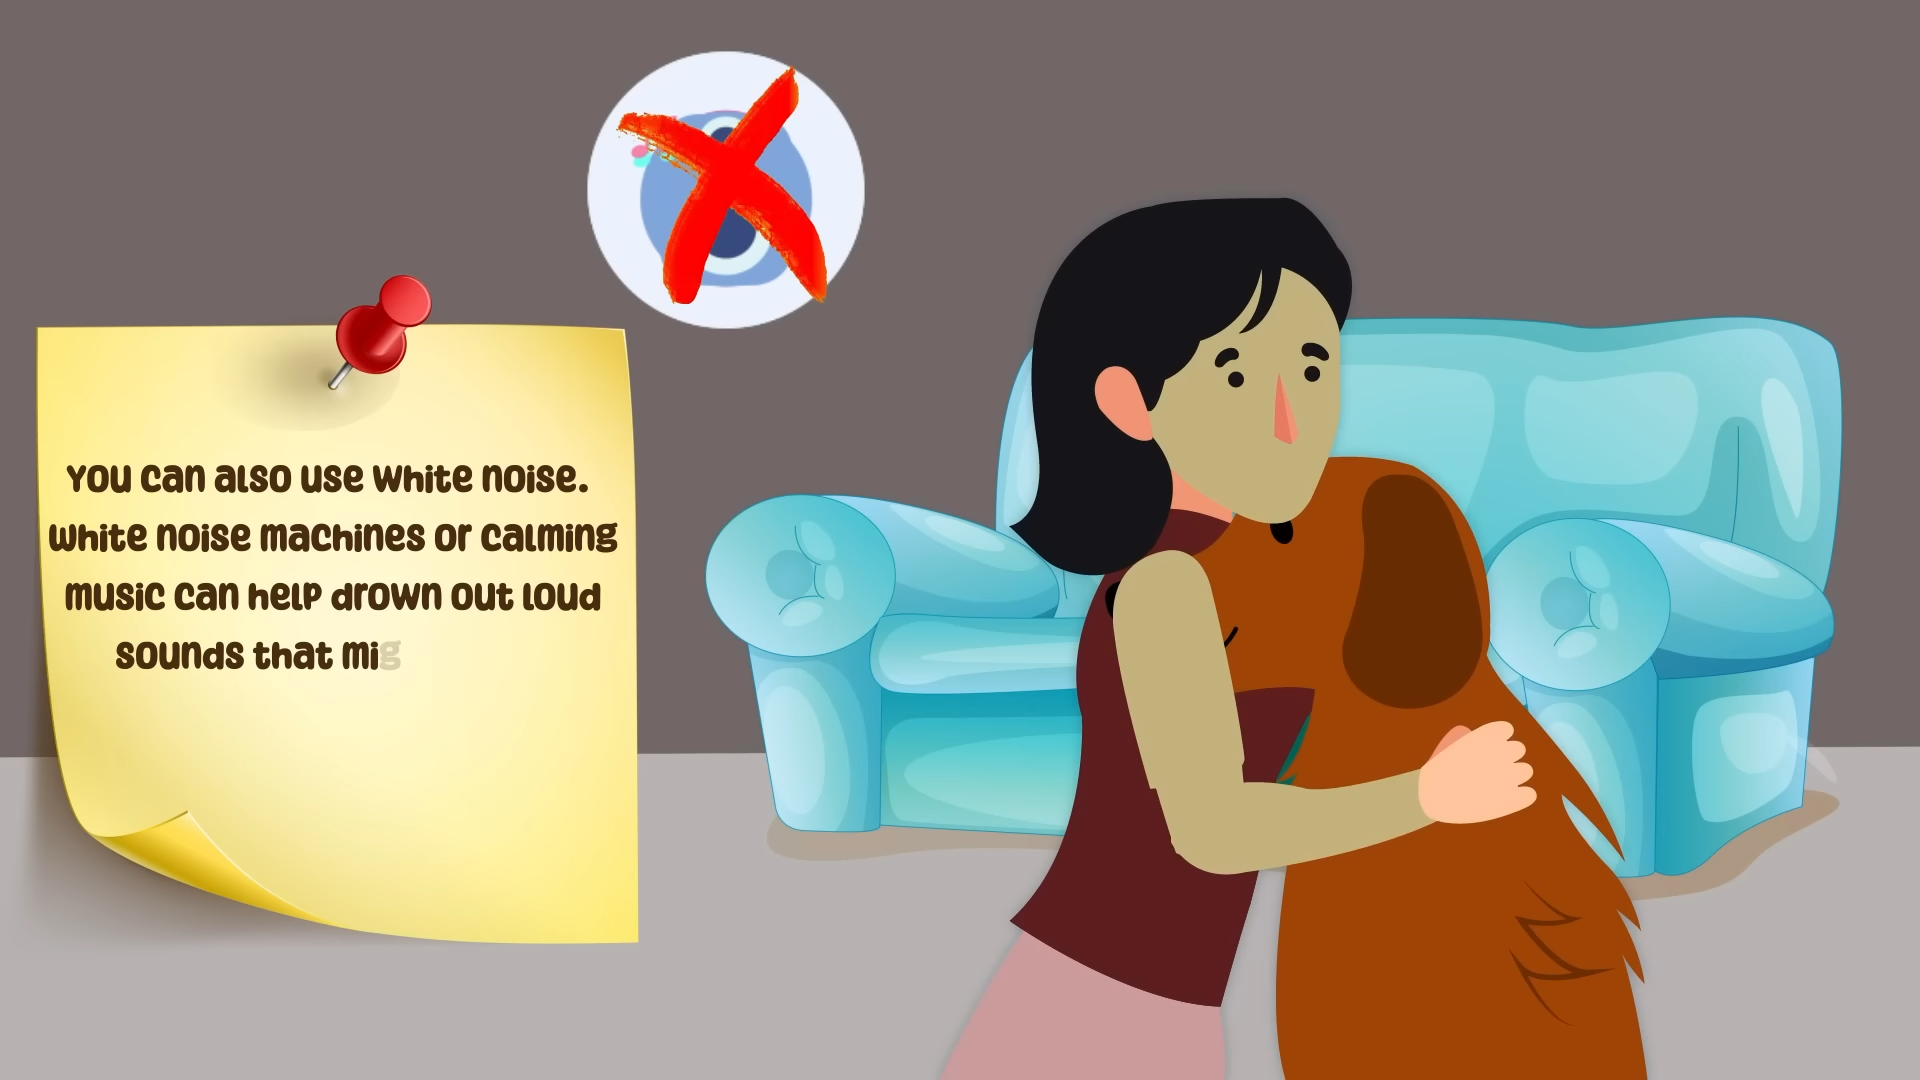 You can also use white noise.
White noise machines or calming
music can help drown out loud
sounds that mig